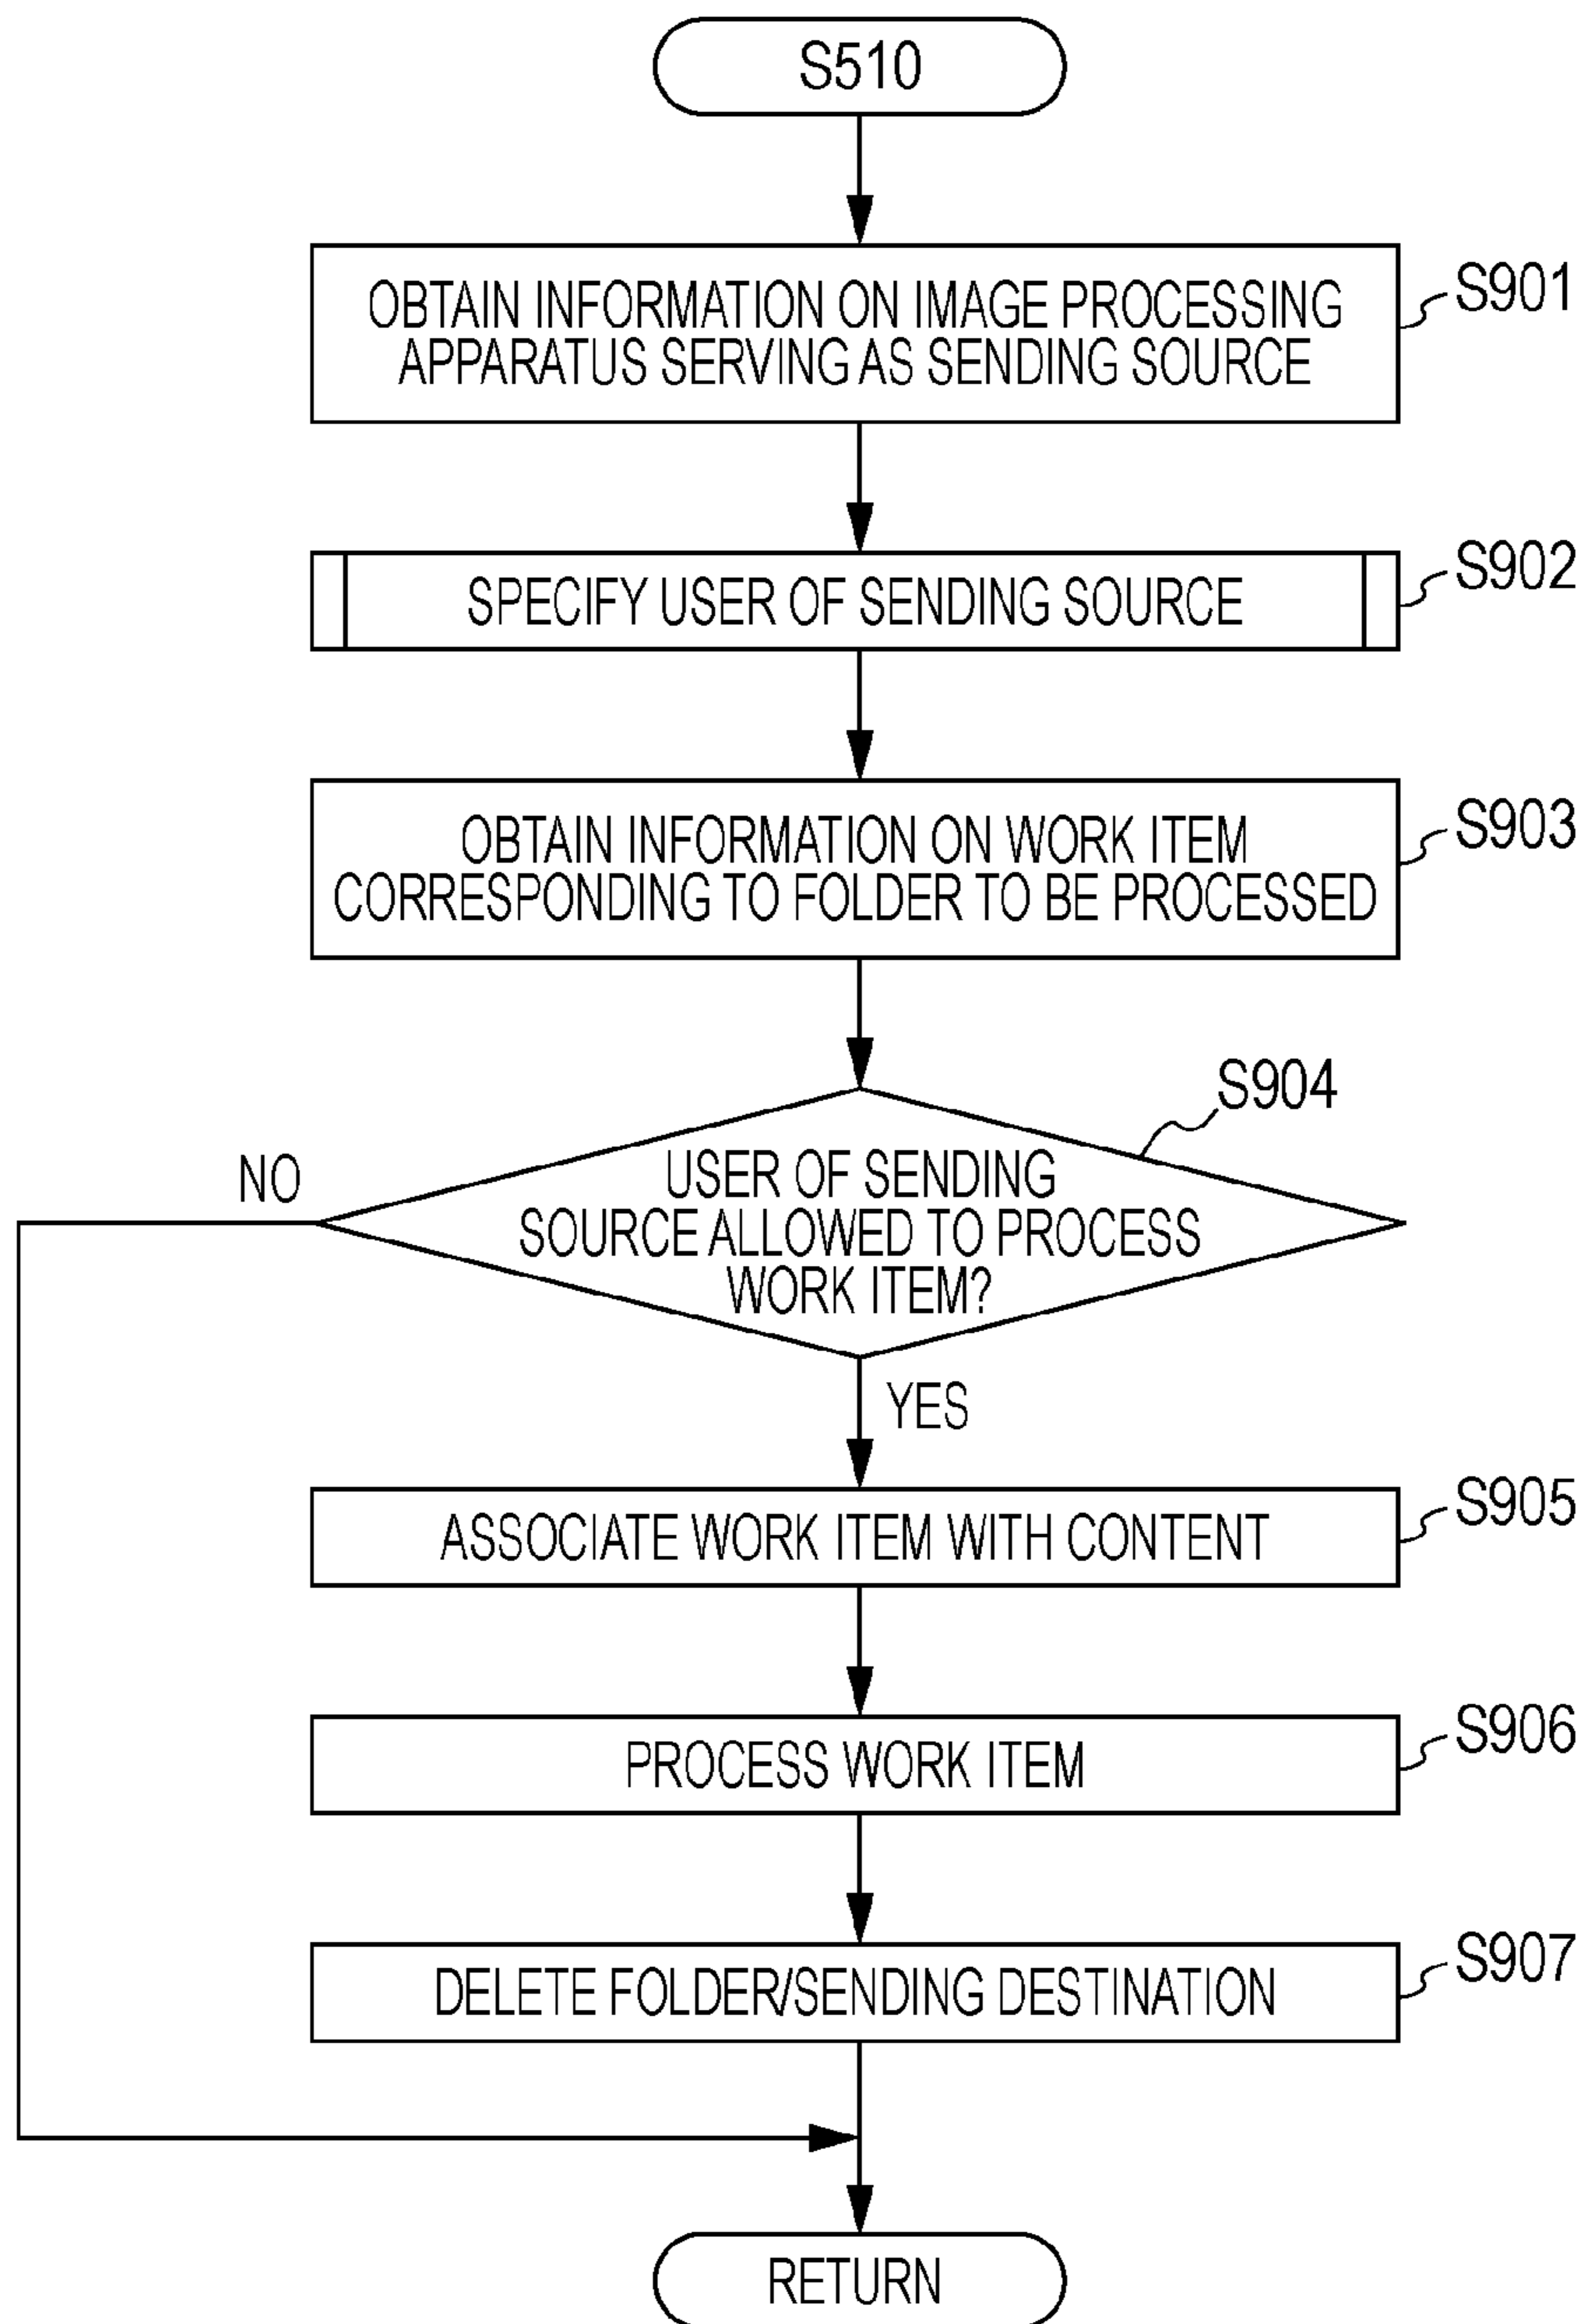 S510
OBTAIN INFORMATION ON IMAGE PROCESSING
APPARATUS SERVING AS SENDING SOURCE
S901
SPECIFY USER OF SENDING SOURCE
S902
OBTAIN INFORMATION ON WORK ITEM
CORRESPONDING TO FOLDER TO BE PROCESSED
S903
S904
NO
USER OF SENDING
SOURCE ALLOWED TO PROCESS
WORK ITEM?
YES
ASSOCIATE WORK ITEM WITH CONTENT
S905
PROCESS WORK ITEM
S906
DELETE FOLDER/SENDING DESTINATION
S907
RETURN